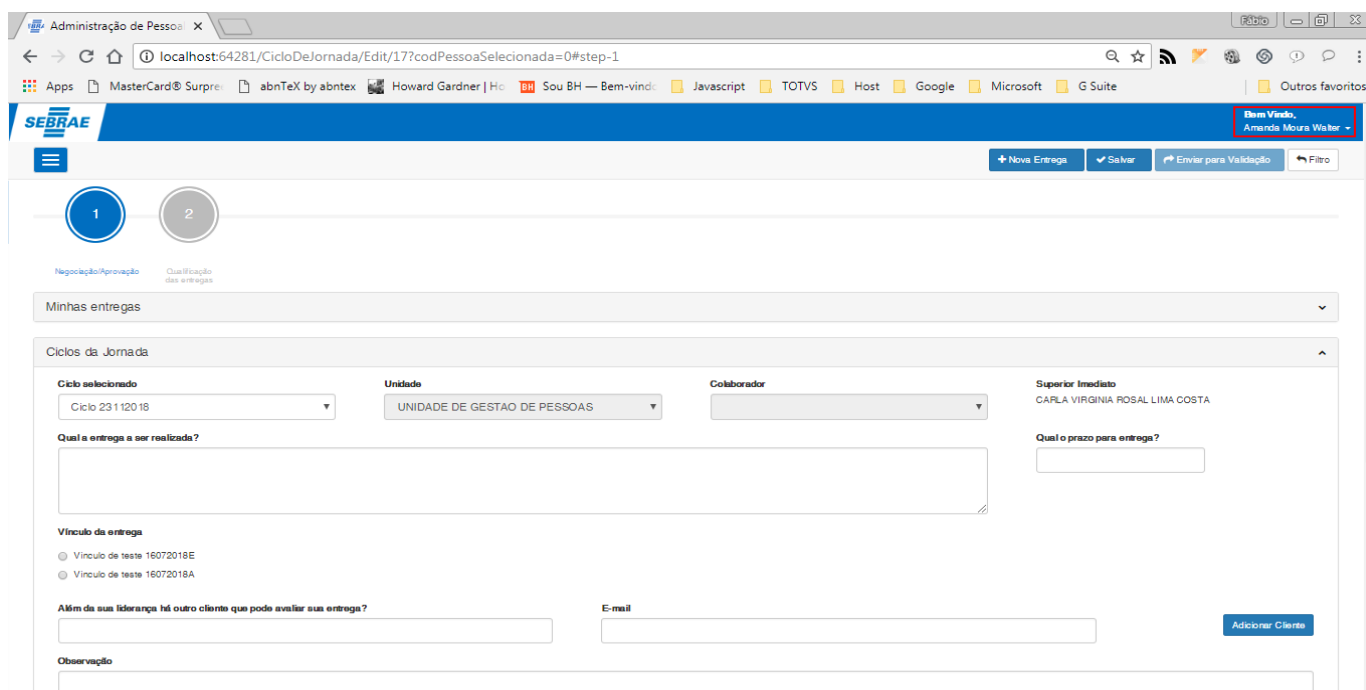 Administração de Pessoa
Fábio
localhost:64281/CicloDeJornada/Edit/17?codPessoaSelecionada=0#step-1
Apps MasterCard® Surpre abnTeX by abntex Howard Gardner | Ho BH Sou BH — Bem-vindo Javascript TOTVS Host Google Microsoft G Suite Outros favoritos
SEBRAE
Bem Vindo,
Amanda Moura Walter
Nova Entrega Salvar Enviar para Validação Filtro
1 2
Negociação/Aprovação Qualificação
das entregas
Minhas entregas
Ciclos da Jornada
Ciclo selecionado Unidade Colaborador Superior Imediato
Ciclo 23112018 UNIDADE DE GESTAO DE PESSOAS CARLA VIRGINIA ROSAL LIMA COSTA
Qual a entrega a ser realizada? Qual o prazo para entrega?
Vínculo da entrega
Vinculo de teste 16072018E
Vinculo de teste 16072018A
Além da sua liderança há outro cliente que pode avaliar sua entrega? E-mail
Adicionar Cliente
Observação